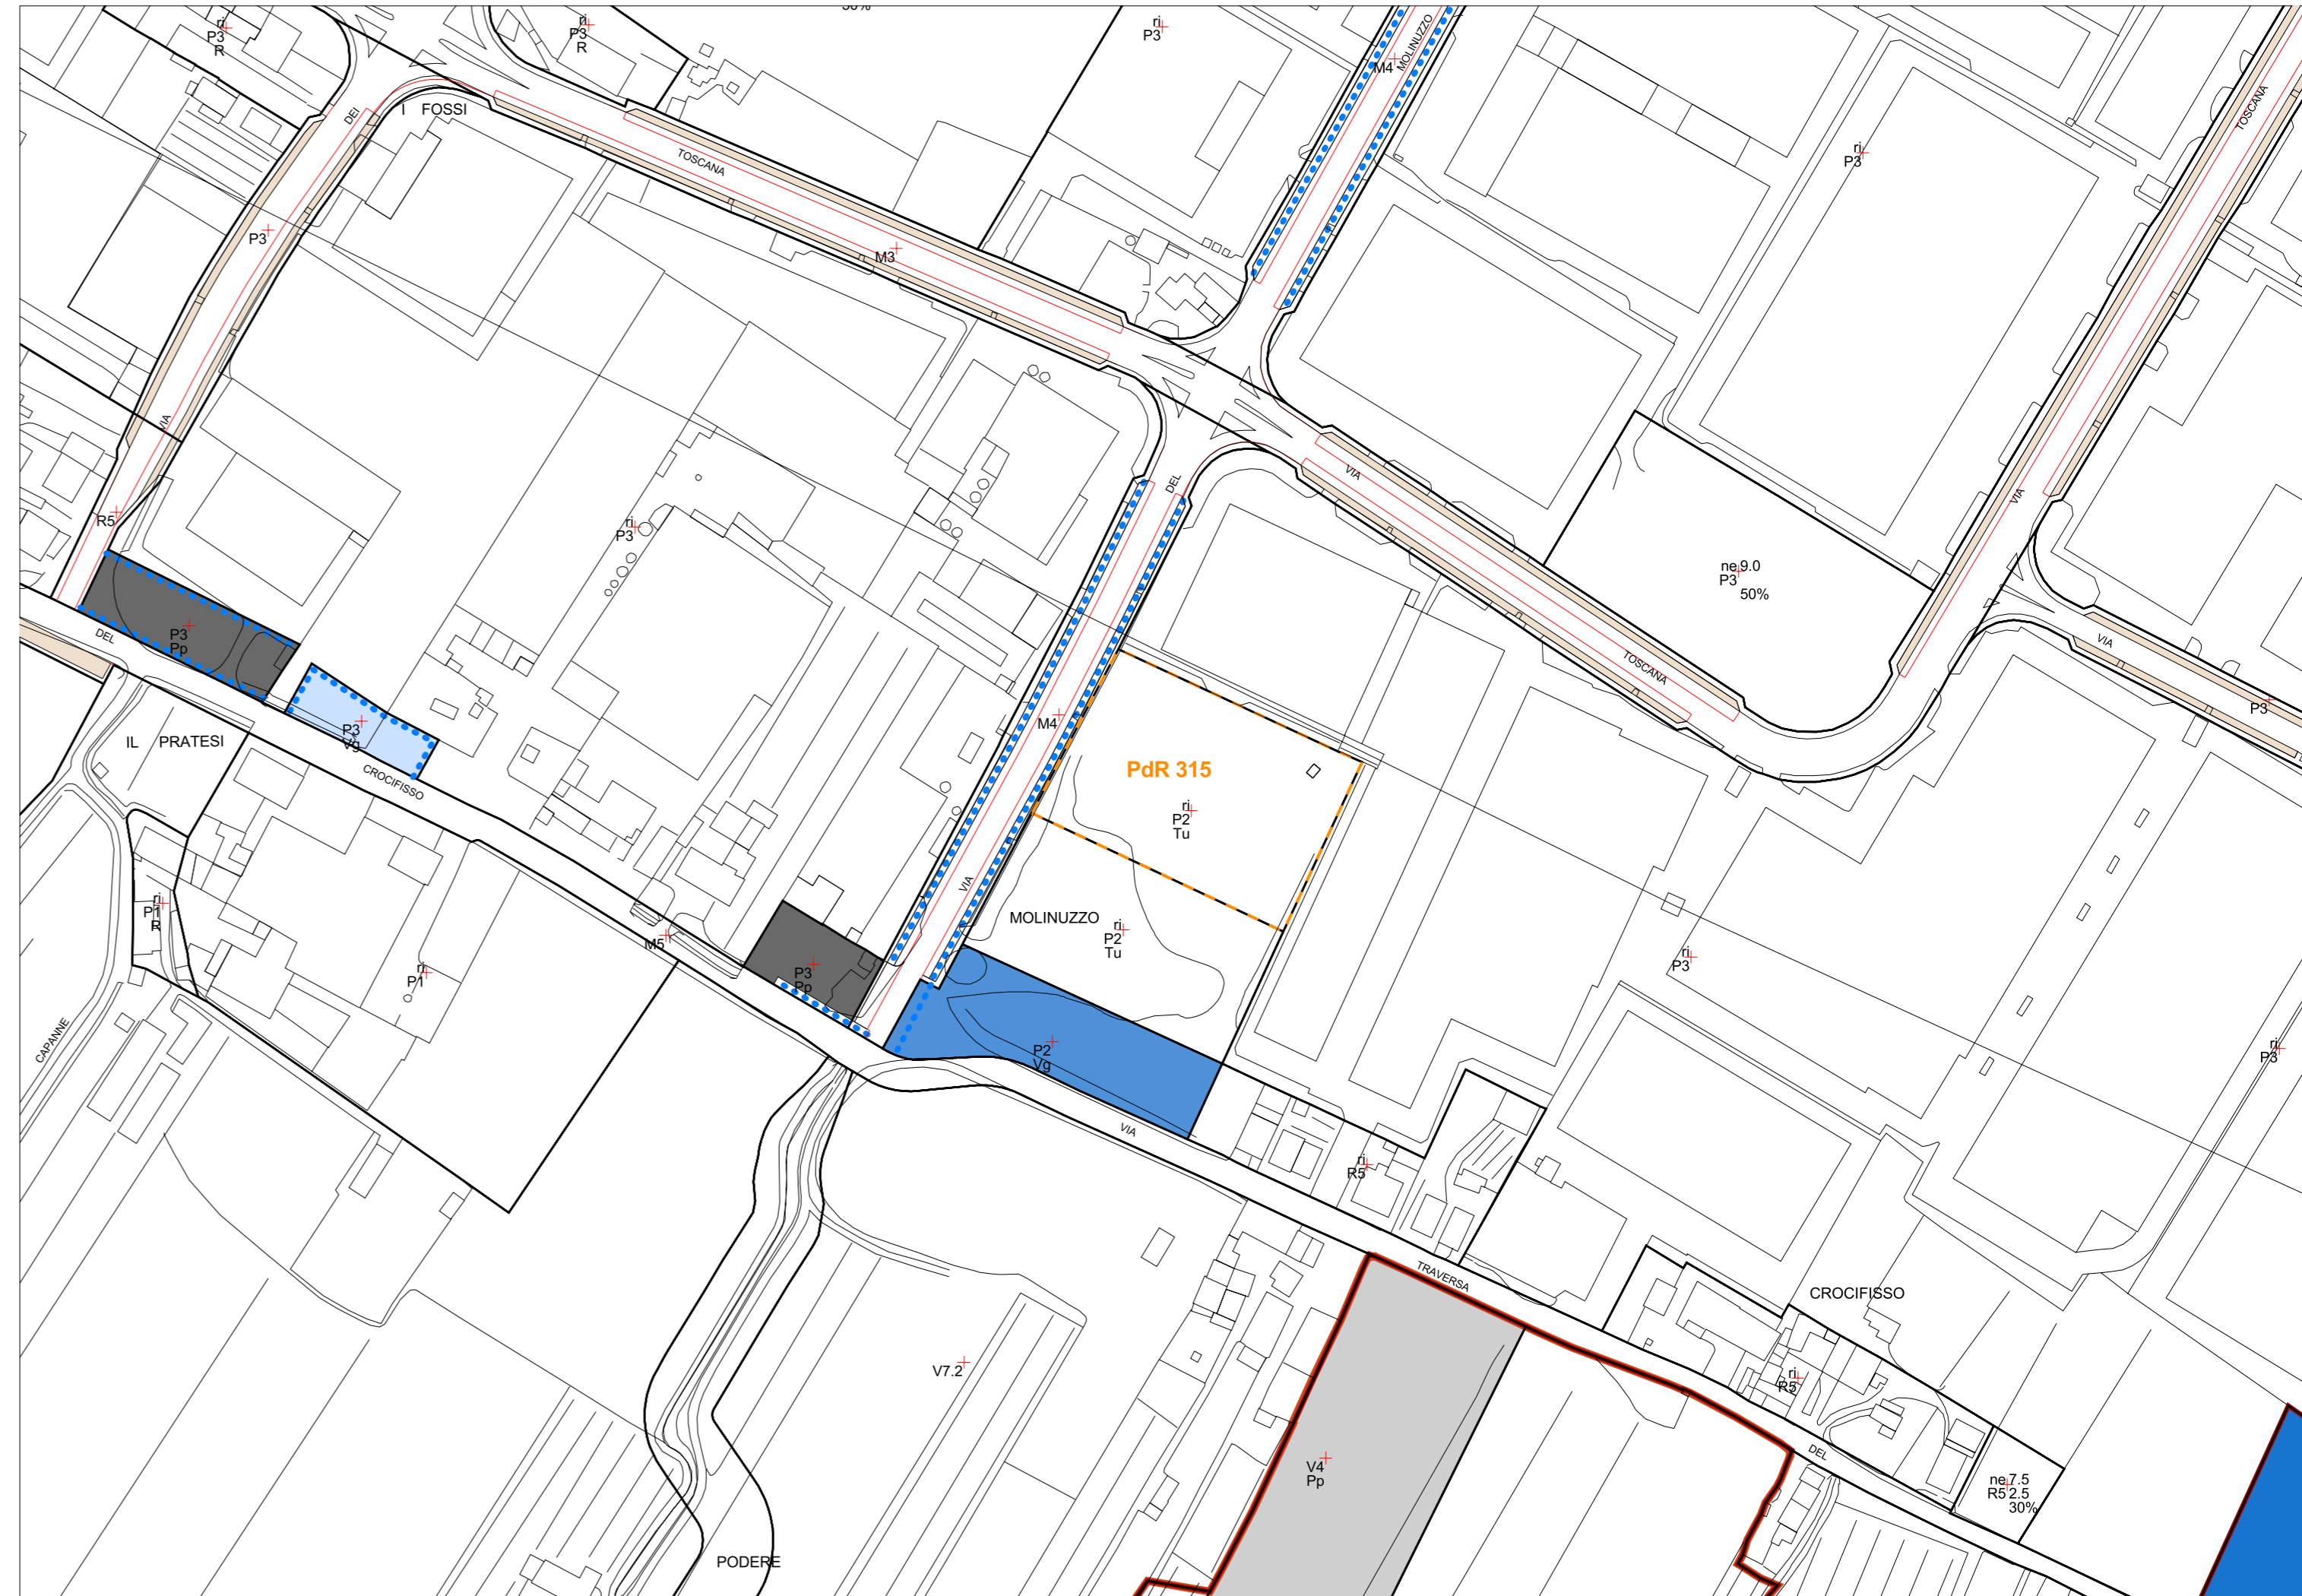 50%
ri
P3
R
ri
P3
R
ri
P3
M4
MOLINUZZO
TOSCANA
DEI
I FOSSI
TOSCANA
ri
P3
P3
M3
VIA
DEL
VIA
VIA
R5
ri
P3
ne 9.0
P3
50%
P3
Pp
DEL
VIA
TOSCANA
P3
P3
Vg
M4
IL PRATESI
CROCIFISSO
PdR 315
ri
P2
Tu
VIA
ri
P1
R
MOLINUZZO
ri
P2
Tu
M5
ri
P1
P3
Pp
ri
P3
CAPANNE
P2
Vg
ri
P3
VIA
ri
R5
TRAVERSA
CROCIFISSO
V7.2
ri
R5
V4
Pp
DEL
ne 7.5
R5 2.5
30%
PODERE